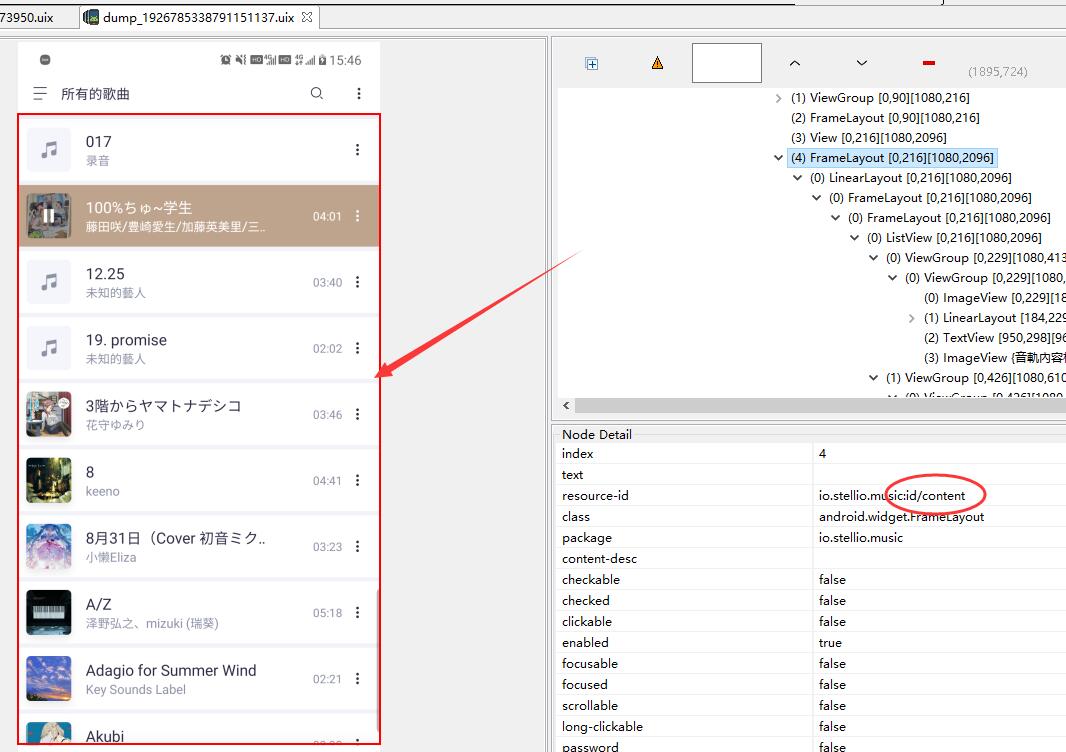 73950.uix
dump_1926785338791151137.uix
15:46
所有的歌曲
017
录音
100%ちゅ~学生
藤田咲/豊崎愛生/加藤英美里/三..
04:01
12.25
未知的藝人
03:40
19. promise
未知的藝人
02:02
3階からヤマトナデシコ
花守ゆみり
03:46
8
keeno
04:41
8月31日（Cover 初音ミク..
小懒Eliza
03:23
A/Z
泽野弘之、mizuki (瑞葵)
05:18
Adagio for Summer Wind
Key Sounds Label
02:21
Akubi
(1895,724)
(1) ViewGroup [0,90][1080,216]
(2) FrameLayout [0,90][1080,216]
(3) View [0,216][1080,2096]
(4) FrameLayout [0,216][1080,2096]
(0) LinearLayout [0,216][1080,2096]
(0) FrameLayout [0,216][1080,2096]
(0) FrameLayout [0,216][1080,2096]
(0) ListView [0,216][1080,2096]
(0) ViewGroup [0,229][1080,413
(0) ViewGroup [0,229][1080,
(0) ImageView [0,229][18
(1) LinearLayout [184,229
(2) TextView [950,298][96
(3) ImageView {音軌內容
(1) ViewGroup [0,426][1080,610
Node Detail
index 4
text
resource-id io.stellio.music:id/content
class android.widget.FrameLayout
package io.stellio.music
content-desc
checkable false
checked false
clickable false
enabled true
focusable false
focused false
scrollable false
long-clickable false
password false